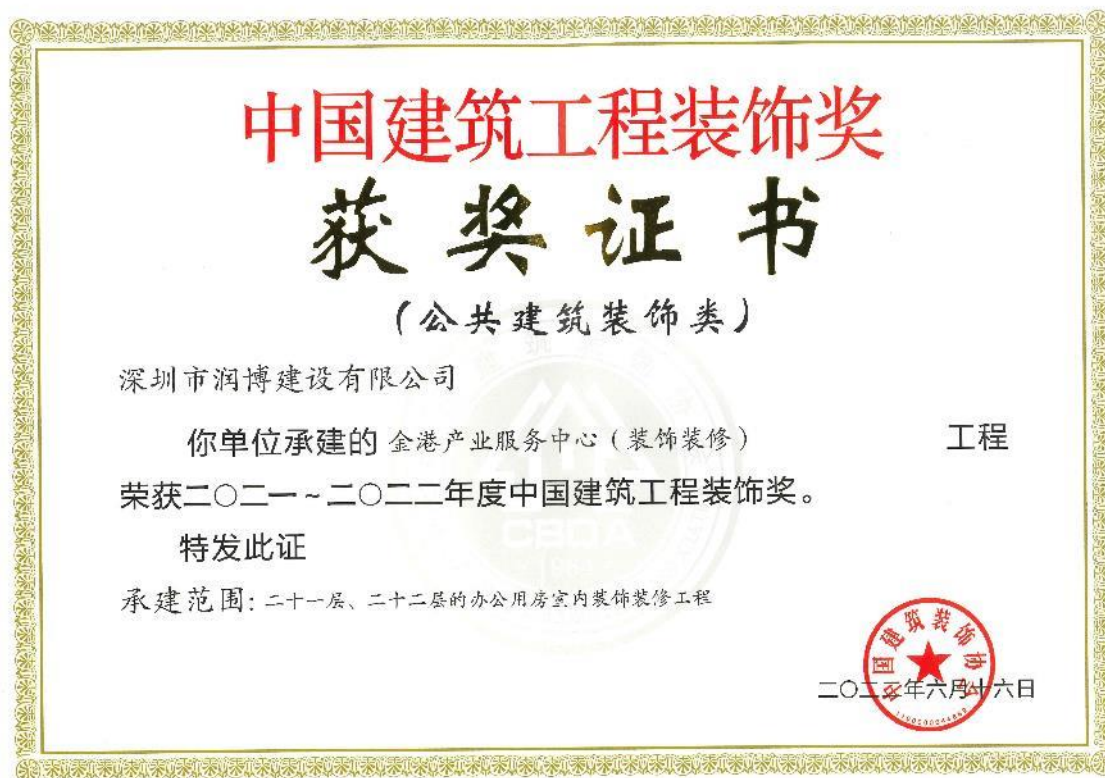 中国建筑工程装饰奖
获奖证书
(公共建筑装饰类)
深圳市润博建设有限公司
你单位承建的 金港产业服务中心(装饰装修) 工程
荣获二〇二一~二〇二二年度中国建筑工程装饰奖。
特发此证
承建范围:二十一层、二十二层的办公用房室内装饰装修工程
中国建筑装饰协会
年六月十六日
CBDA
1984